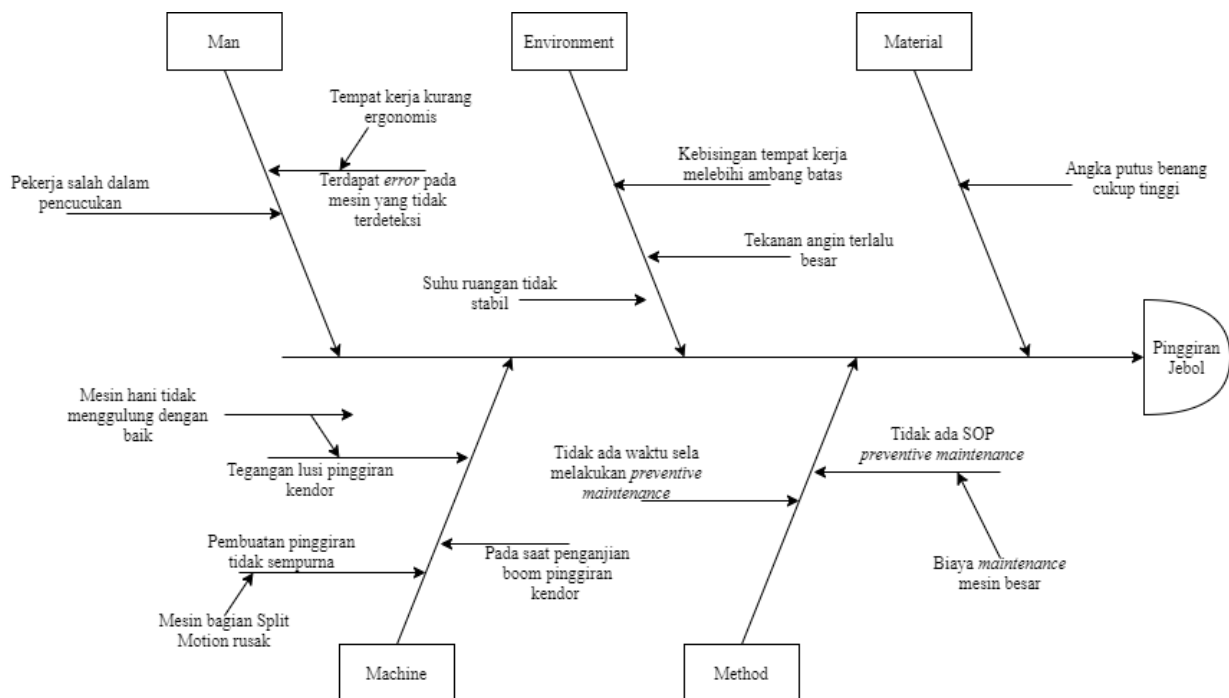 Man
Environment
Material
Tempat kerja kurang
ergonomis
Pekerja salah dalam
pencucukan
Terdapat error pada
mesin yang tidak
terdeteksi
Kebisingan tempat kerja
melebihi ambang batas
Angka putus benang
cukup tinggi
Tekanan angin terlalu
besar
Suhu ruangan tidak
stabil
Pinggiran
Jebol
Mesin hani tidak
menggulung dengan
baik
Tegangan lusi pinggiran
kendor
Tidak ada waktu sela
melakukan preventive
maintenance
Tidak ada SOP
preventive maintenance
Pembuatan pinggiran
tidak sempurna
Pada saat penganjian
boom pinggiran
kendor
Biaya maintenance
mesin besar
Mesin bagian Split
Motion rusak
Machine
Method